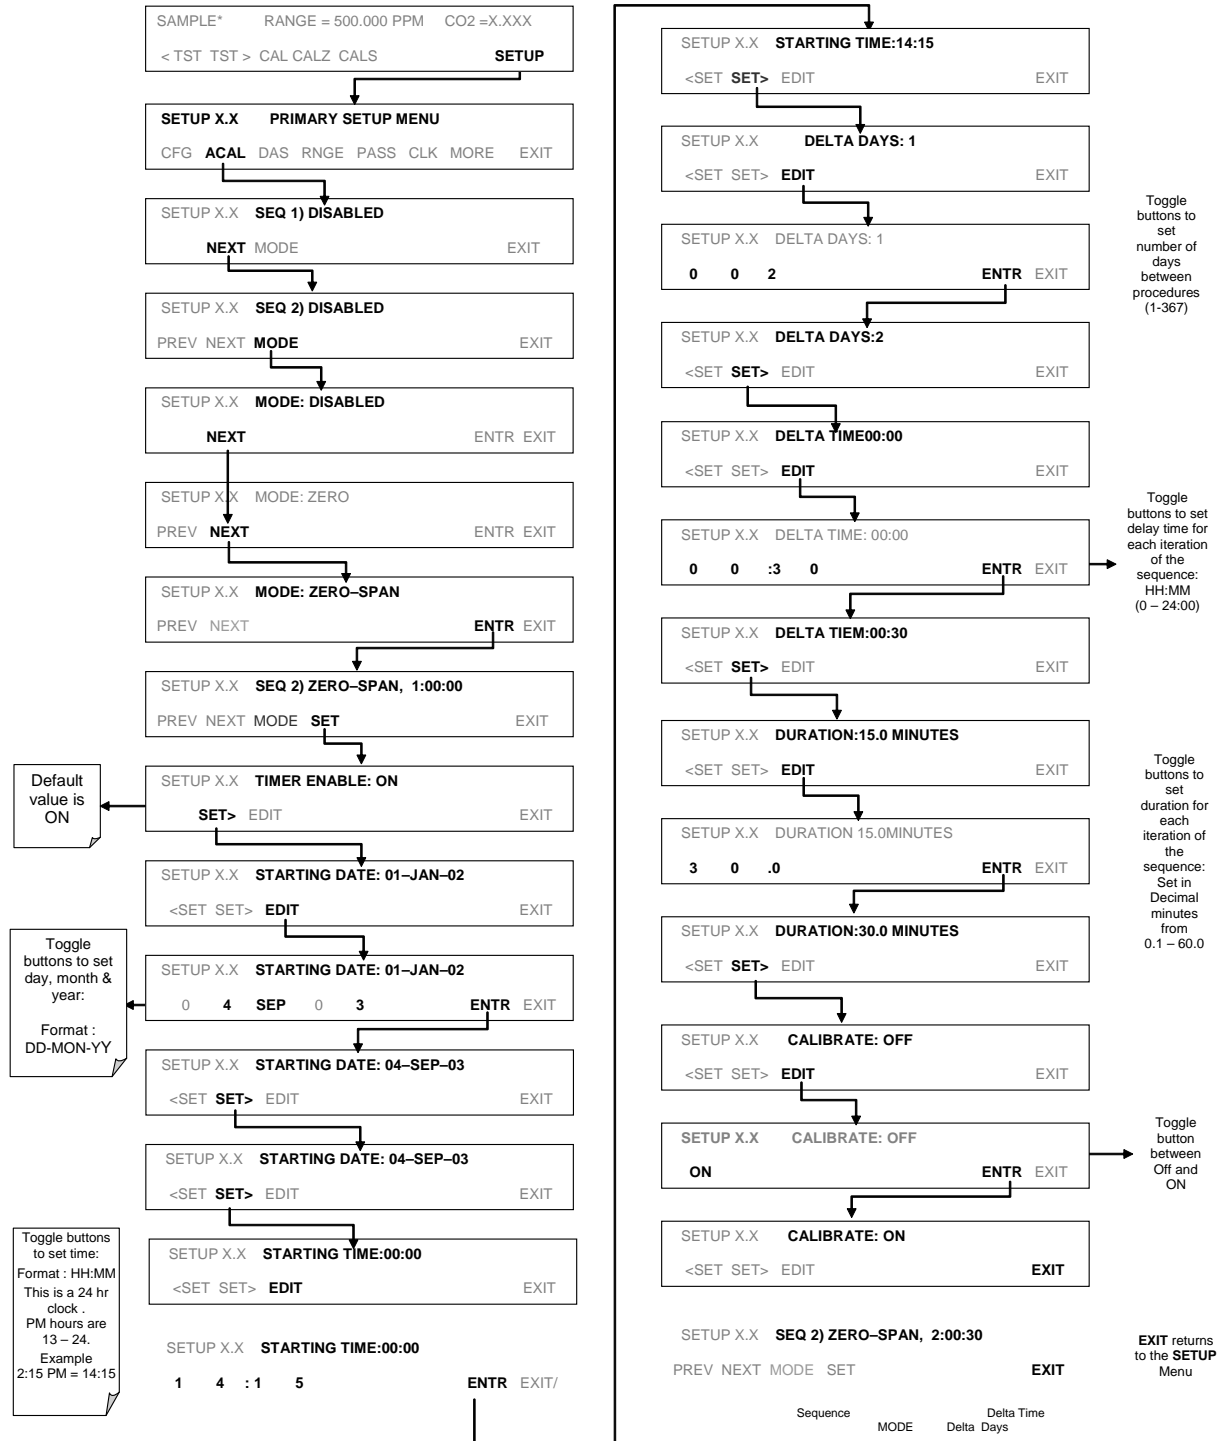 SAMPLE* RANGE = 500.000 PPM CO2 =X.XXX
< TST TST > CAL CALZ CALS SETUP
SETUP X.X PRIMARY SETUP MENU
CFG ACAL DAS RNGE PASS CLK MORE EXIT
SETUP X.X SEQ 1) DISABLED
NEXT MODE EXIT
SETUP X.X SEQ 2) DISABLED
PREV NEXT MODE EXIT
SETUP X.X MODE: DISABLED
NEXT ENTR EXIT
SETUP X.X MODE: ZERO
PREV NEXT ENTR EXIT
SETUP X.X MODE: ZERO–SPAN
PREV NEXT ENTR EXIT
SETUP X.X SEQ 2) ZERO–SPAN, 1:00:00
PREV NEXT MODE SET EXIT
Default
value is
ON
SETUP X.X TIMER ENABLE: ON
SET> EDIT EXIT
SETUP X.X STARTING DATE: 01–JAN–02
<SET SET> EDIT EXIT
Toggle
buttons to set
day, month &
year:
Format :
DD-MON-YY
SETUP X.X STARTING DATE: 01–JAN–02
0 4 SEP 0 3 ENTR EXIT
SETUP X.X STARTING DATE: 04–SEP–03
<SET SET> EDIT EXIT
SETUP X.X STARTING DATE: 04–SEP–03
<SET SET> EDIT EXIT
Toggle buttons
to set time:
Format : HH:MM
This is a 24 hr
clock .
PM hours are
13 – 24.
Example
2:15 PM = 14:15
SETUP X.X STARTING TIME:00:00
<SET SET> EDIT EXIT
SETUP X.X STARTING TIME:00:00
1 4 : 1 5 ENTR EXIT/
SETUP X.X STARTING TIME:14:15
<SET SET> EDIT EXIT
SETUP X.X DELTA DAYS: 1
<SET SET> EDIT EXIT
SETUP X.X DELTA DAYS: 1
0 0 2 ENTR EXIT
Toggle
buttons to
set
number of
days
between
procedures
(1-367)
SETUP X.X DELTA DAYS:2
<SET SET> EDIT EXIT
SETUP X.X DELTA TIME00:00
<SET SET> EDIT EXIT
SETUP X.X DELTA TIME: 00:00
0 0 :3 0 ENTR EXIT
Toggle
buttons to set
delay time for
each iteration
of the
sequence:
HH:MM
(0 – 24:00)
SETUP X.X DELTA TIEM:00:30
<SET SET> EDIT EXIT
SETUP X.X DURATION:15.0 MINUTES
<SET SET> EDIT EXIT
SETUP X.X DURATION 15.0MINUTES
3 0 .0 ENTR EXIT
Toggle
buttons to
set
duration for
each
iteration of
the
sequence:
Set in
Decimal
minutes
from
0.1 – 60.0
SETUP X.X DURATION:30.0 MINUTES
<SET SET> EDIT EXIT
SETUP X.X CALIBRATE: OFF
<SET SET> EDIT EXIT
SETUP X.X CALIBRATE: OFF
ON ENTR EXIT
Toggle
button
between
Off and
ON
SETUP X.X CALIBRATE: ON
<SET SET> EDIT EXIT
SETUP X.X SEQ 2) ZERO–SPAN, 2:00:30
PREV NEXT MODE SET EXIT
EXIT returns
to the SETUP
Menu
Sequence Delta Time
MODE Delta Days